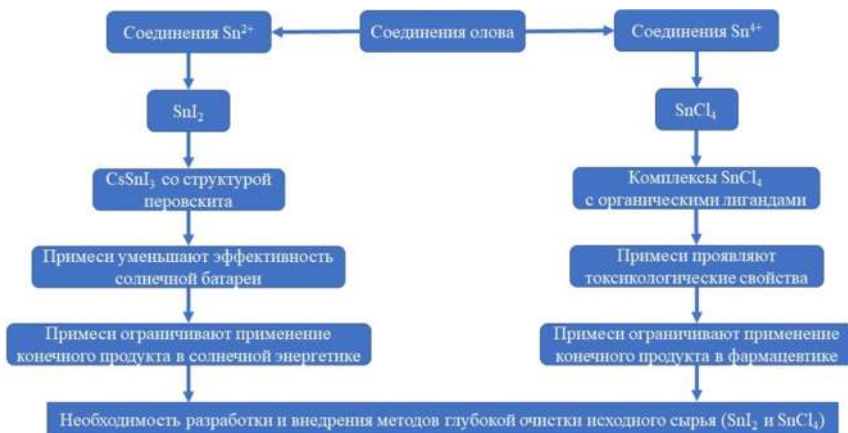 Соединения Sn²⁺
Соединения олова
Соединения Sn⁴⁺
SnI₂
SnCl₄
CsSnI₃ со структурой
перовскита
Комплексы SnCl₄
с органическими лигандами
Примеси уменьшают эффективность
солнечной батареи
Примеси проявляют
токсикологические свойства
Примеси ограничивают применение
конечного продукта в солнечной энергетике
Примеси ограничивают применение
конечного продукта в фармацевтике
Необходимость разработки и внедрения методов глубокой очистки исходного сырья (SnI₂ и SnCl₄)